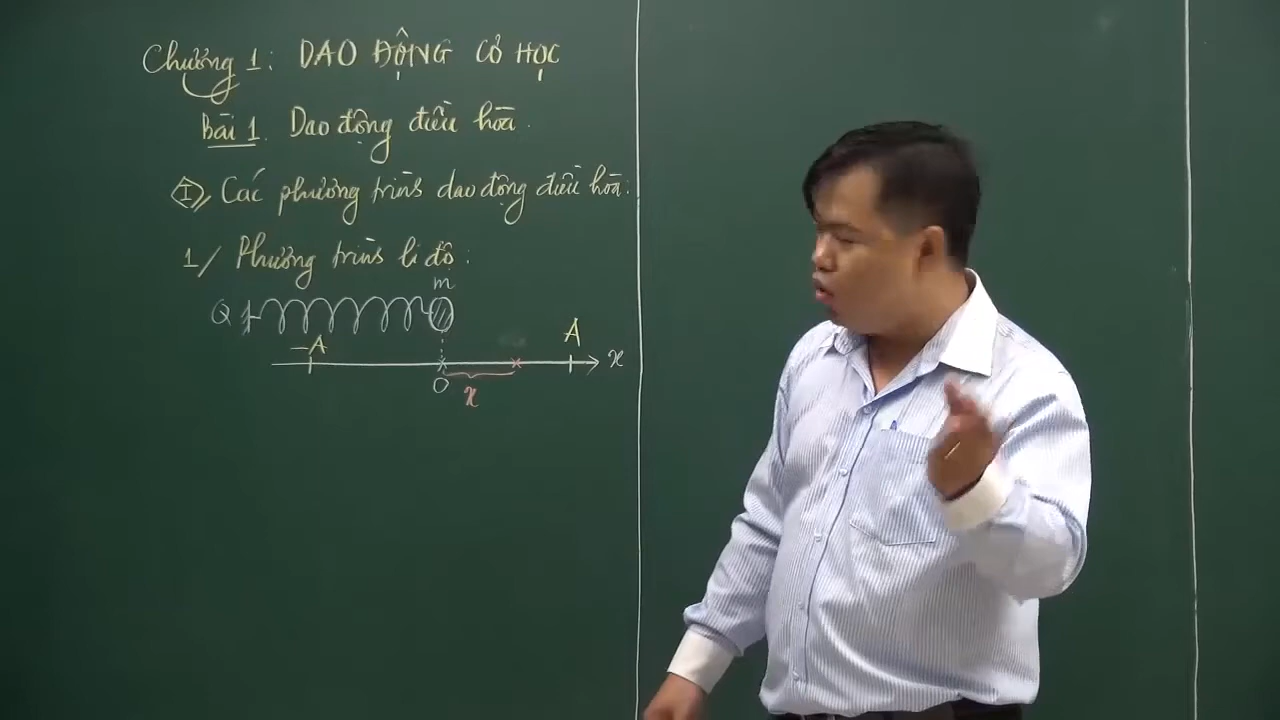 Chương 1: DAO ĐỘNG CƠ HỌC
Bài 1. Dao động điều hòa.
I, Các phương trình dao động điều hòa:
1/ Phương trình li độ:
m
Q
-A
A
x
O
x